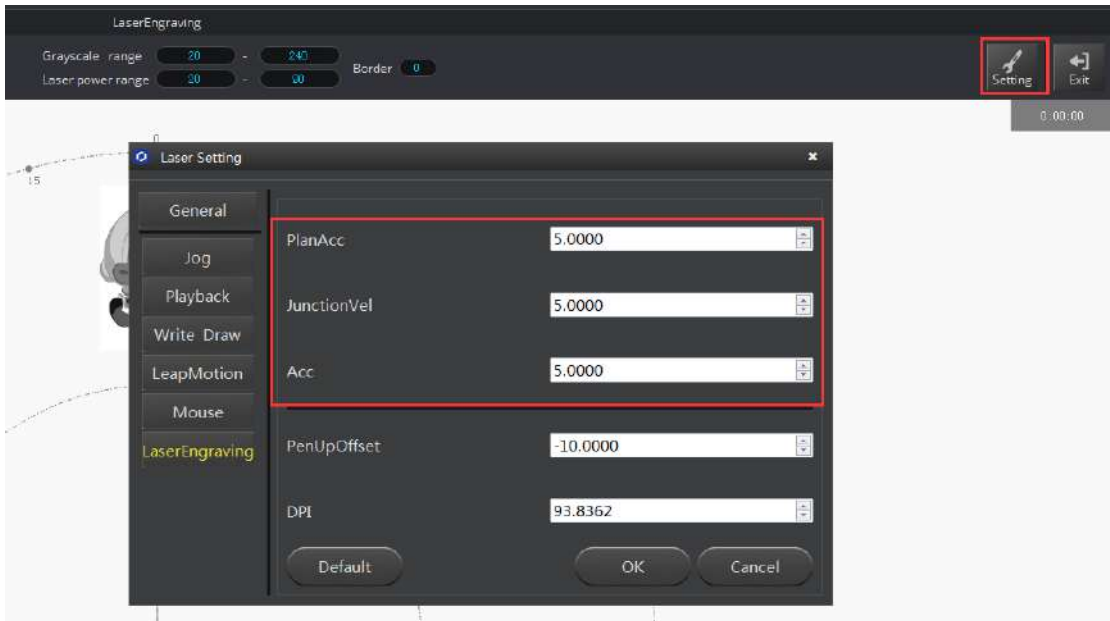 LaserEngraving
Grayscale range 20 - 240
Laser power range 20 - 90
Border 0
Setting
Exit
0:00:00
0
15
Laser Setting
General
Jog
Playback
Write Draw
LeapMotion
Mouse
LaserEngraving
PlanAcc 5.0000
JunctionVel 5.0000
Acc 5.0000
PenUpOffset -10.0000
DPI 93.8362
Default
OK
Cancel